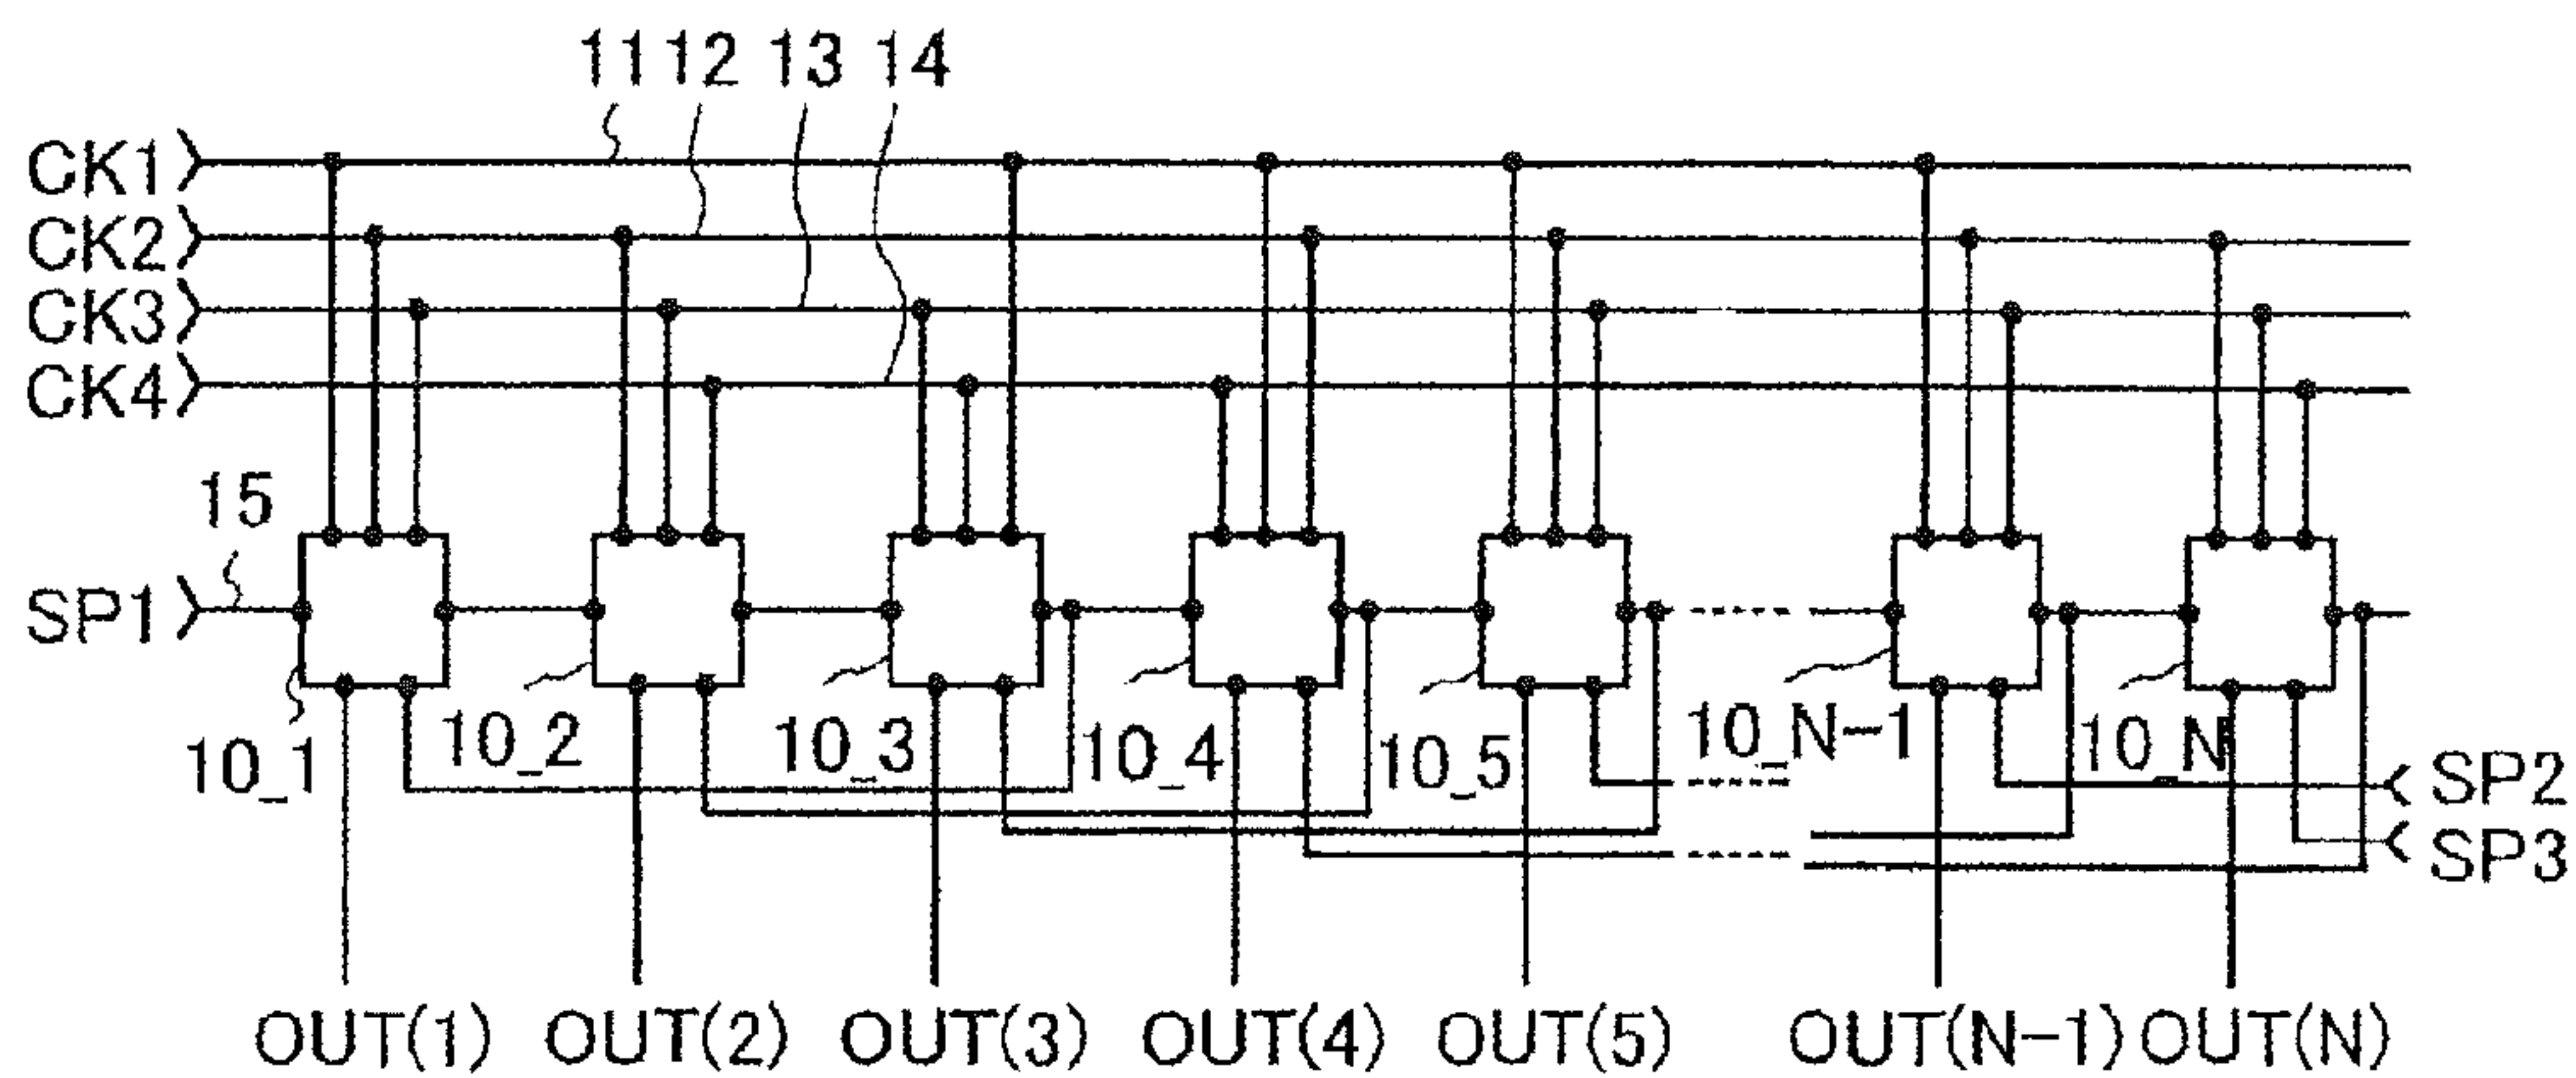 11 12 13 14
CK1
CK2
CK3
CK4
15
SP1
10_1
10_2
10_3
10_4
10_5
10_N-1
10_N
SP2
SP3
OUT(1) OUT(2) OUT(3) OUT(4) OUT(5) OUT(N-1) OUT(N)